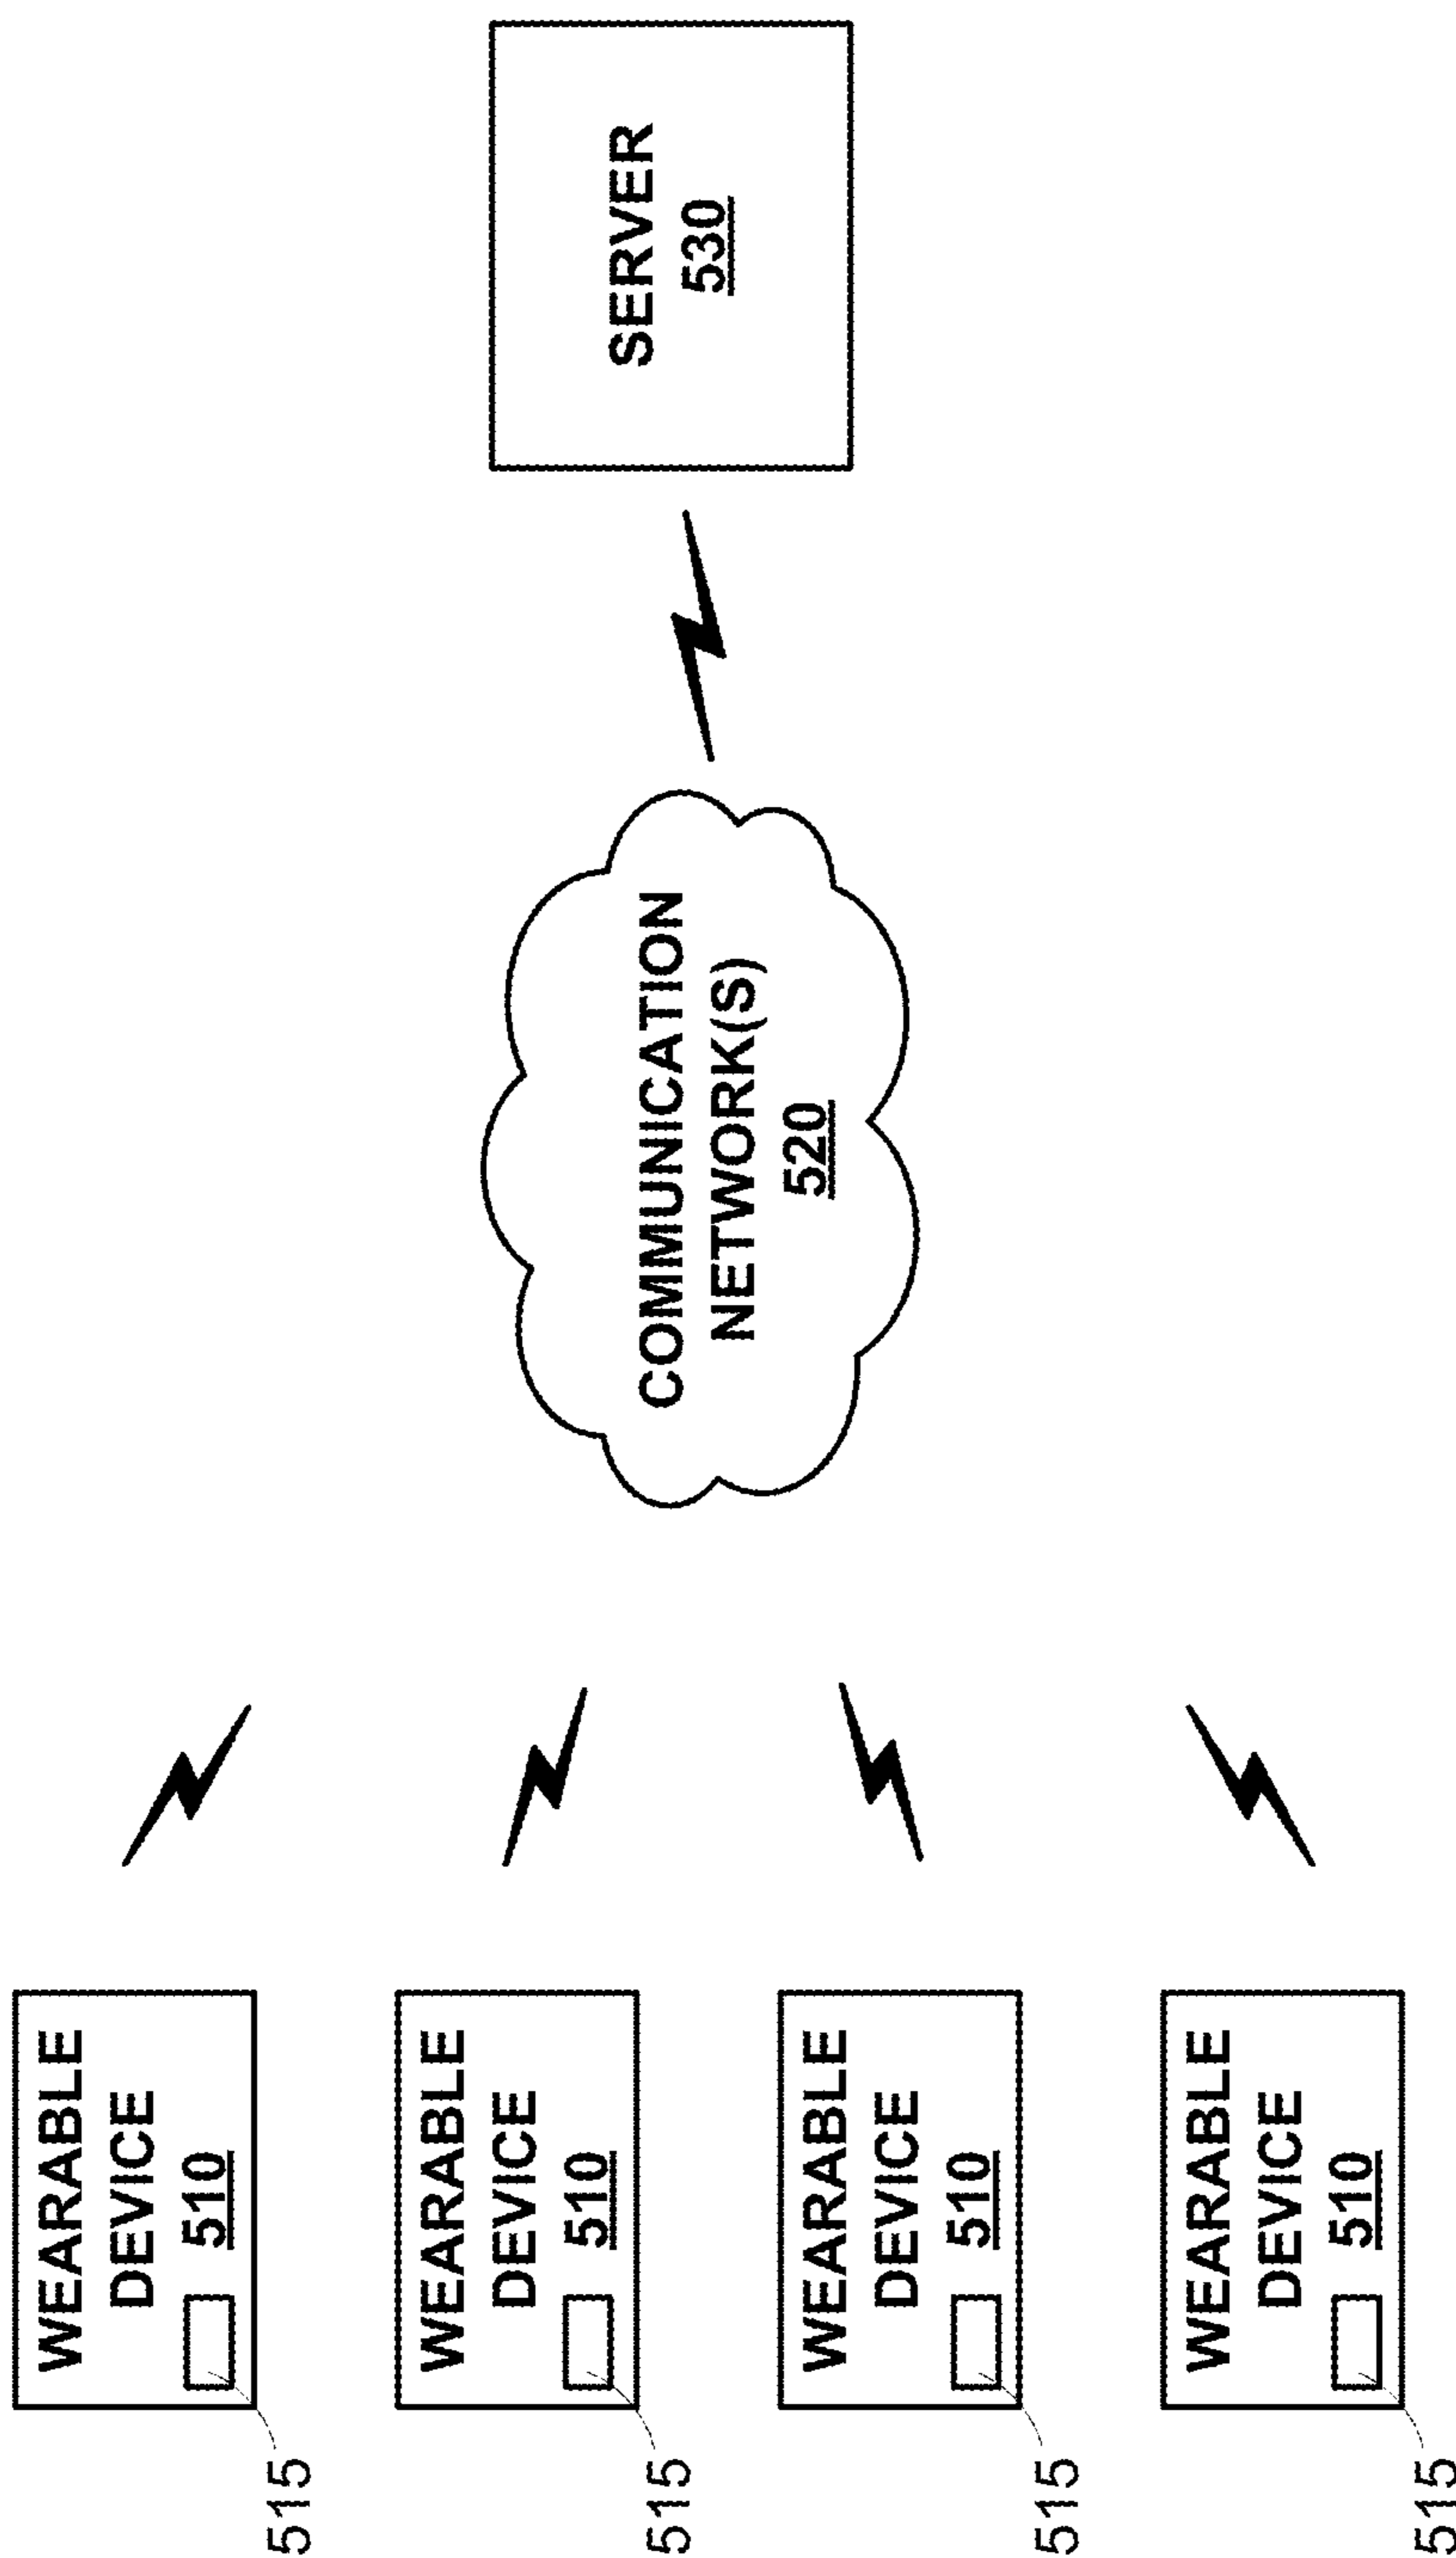 WEARABLE
DEVICE
510
515
WEARABLE
DEVICE
510
515
WEARABLE
DEVICE
510
515
WEARABLE
DEVICE
510
515
COMMUNICATION
NETWORK(S)
520
SERVER
530